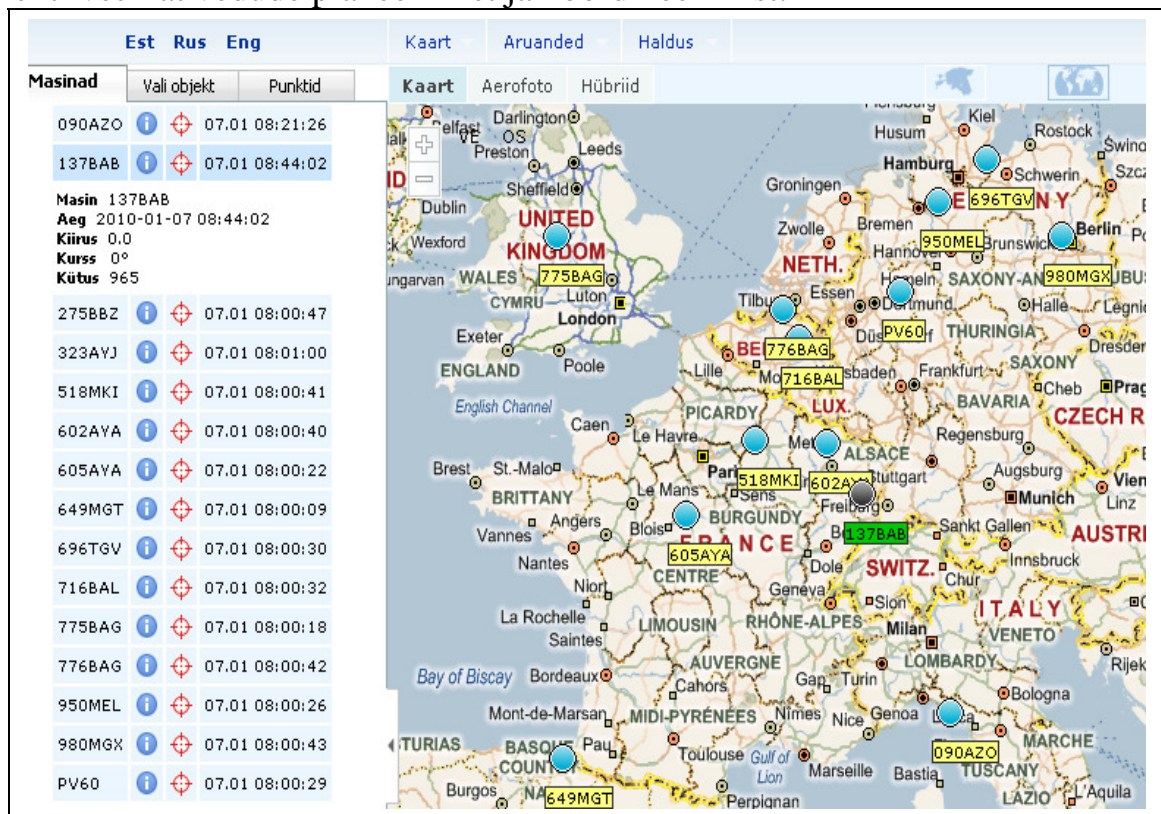 Est Rus Eng
Kaart Aruanded Haldus
Masinad Vali objekt Punktid
Kaart Aerofoto Hübriid
090AZO 07.01 08:21:26
137BAB 07.01 08:44:02
Masin 137BAB
Aeg 2010-01-07 08:44:02
Kiirus 0.0
Kurss 0°
Kütus 965
275BBZ 07.01 08:00:47
323AYJ 07.01 08:01:00
518MKI 07.01 08:00:41
602AYA 07.01 08:00:40
605AYA 07.01 08:00:22
649MGT 07.01 08:00:09
696TGV 07.01 08:00:30
716BAL 07.01 08:00:32
775BAG 07.01 08:00:18
776BAG 07.01 08:00:42
950MEL 07.01 08:00:26
980MGX 07.01 08:00:43
PV60 07.01 08:00:29
Darlington
Kiel
Husum
Rostock
Preston Leeds
Hamburg
Schwerin
Sheffield
Groningen
696TGV
Dublin
UNITED
KINGDOM
Zwolle
Bremen
950MEL
Brunswick
Berlin
Wexford
NETH.
775BAG
WALES
SAXONY-AN
980MGX
CYMRU
Luton
Essen
Dortmund
Halle
London
776BAG
PV60
THURINGIA
Exeter
Poole
Dresden
ENGLAND
Lille
716BAL
Frankfurt
SAXONY
Cheb
English Channel
PICARDY
LUX.
BAVARIA
CZECH R
Caen
Le Havre
Regensburg
ALSACE
Brest
St.-Malo
518MKI
602AYA
Stuttgart
Augsburg
BRITTANY
Le Mans
Sens
Munich
Linz
Freiburg
Angers
Blois
BURGUNDY
137BAB
Sankt Gallen
AUSTRI
Vannes
FRANCE
605AYA
Nantes
CENTRE
Dole
SWITZ.
Innsbruck
Chur
Niort
Geneva
Sion
ITALY
La Rochelle
LIMOUSIN
RHÔNE-ALPES
Milan
VENETO
Saintes
AUVERGNE
LOMBARDY
Rijek
Bay of Biscay
Bordeaux
Cahors
Gap
Turin
Bologna
Mont-de-Marsan
MIDI-PYRÉNÉES
Nîmes
Nice
Genoa
TURIAS
BASQUE
COUNT
Pau
Toulouse
Gulf of
Lion
Marseille
Bastia
090AZO
MARCHE
TUSCANY
Burgos
649MGT
Perpignan
LAZIO
L'Aquila